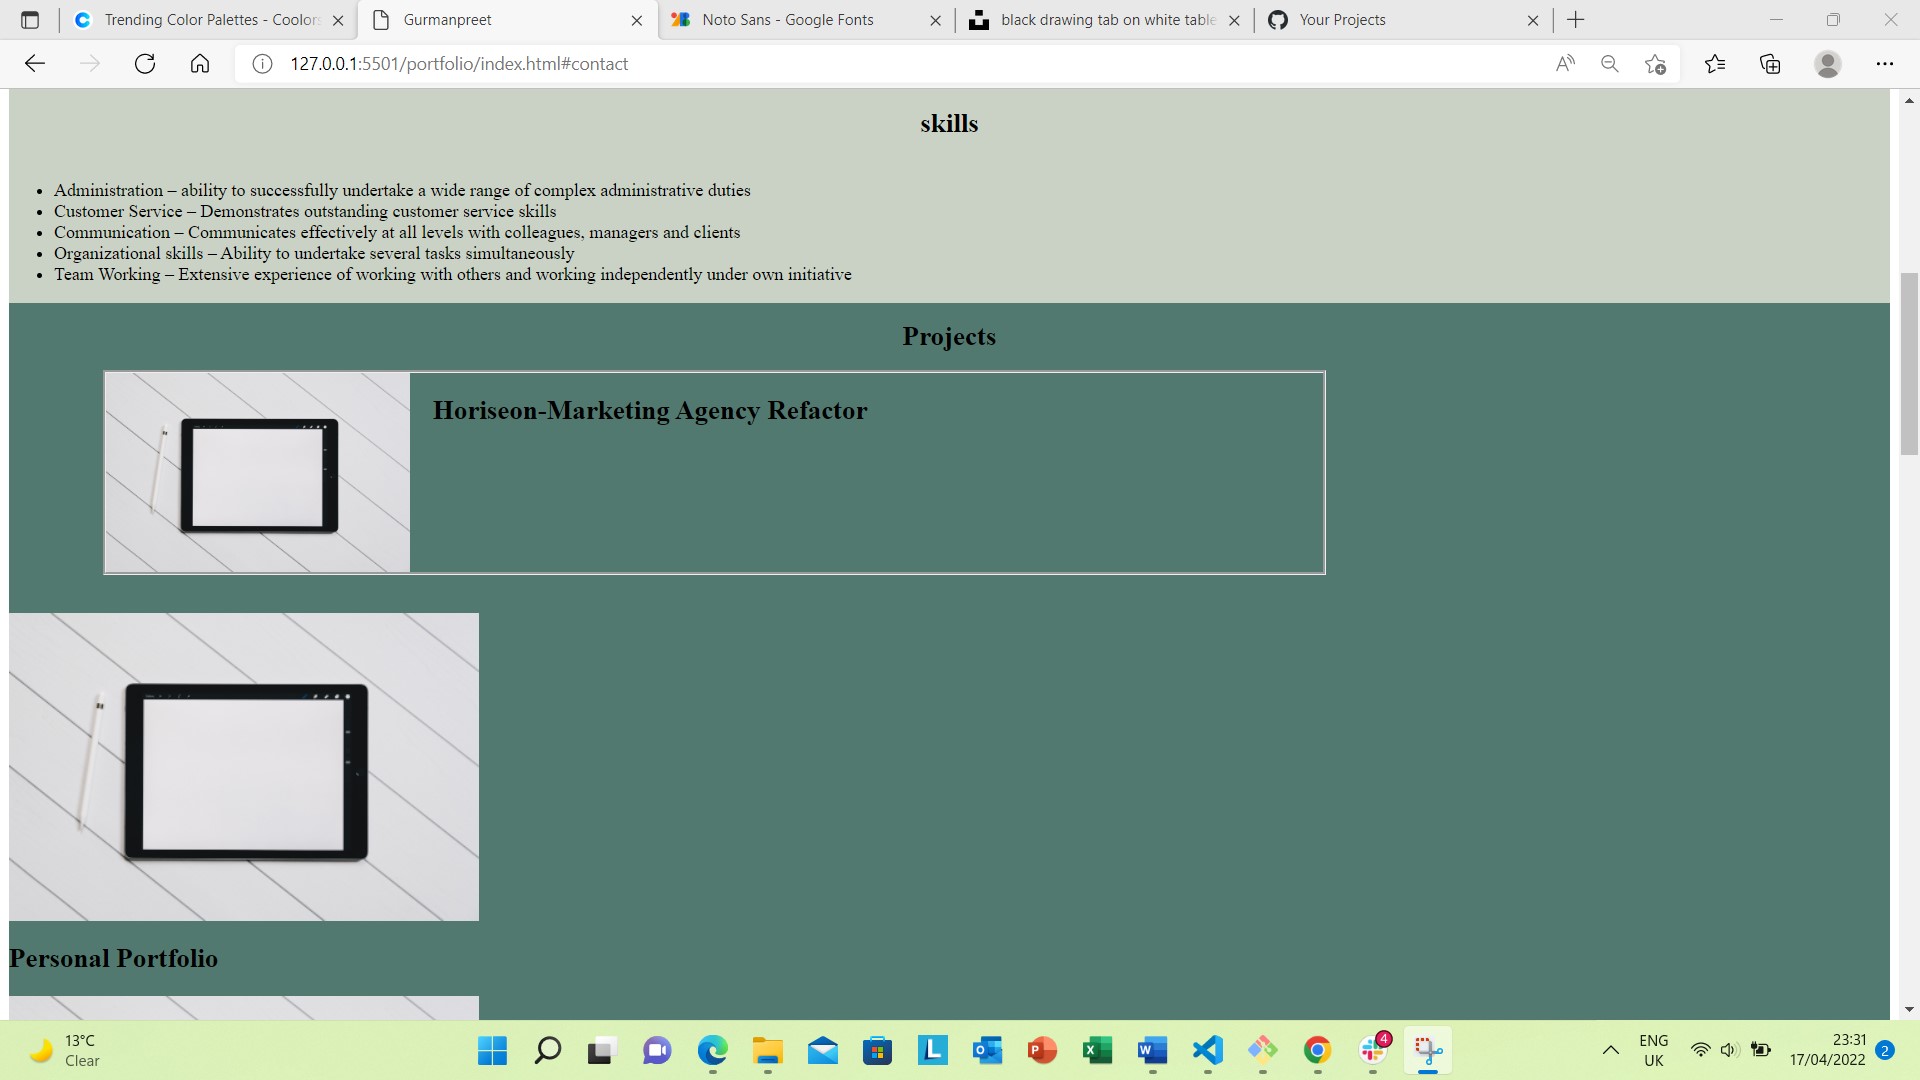 Trending Color Palettes - Coolors
Gurmanpreet
Noto Sans - Google Fonts
black drawing tab on white table
Your Projects
127.0.0.1:5501/portfolio/index.html#contact
skills
Administration – ability to successfully undertake a wide range of complex administrative duties
Customer Service – Demonstrates outstanding customer service skills
Communication – Communicates effectively at all levels with colleagues, managers and clients
Organizational skills – Ability to undertake several tasks simultaneously
Team Working – Extensive experience of working with others and working independently under own initiative
Projects
Horiseon-Marketing Agency Refactor
Personal Portfolio
13°C
Clear
4
ENG
UK
23:31
17/04/2022
2